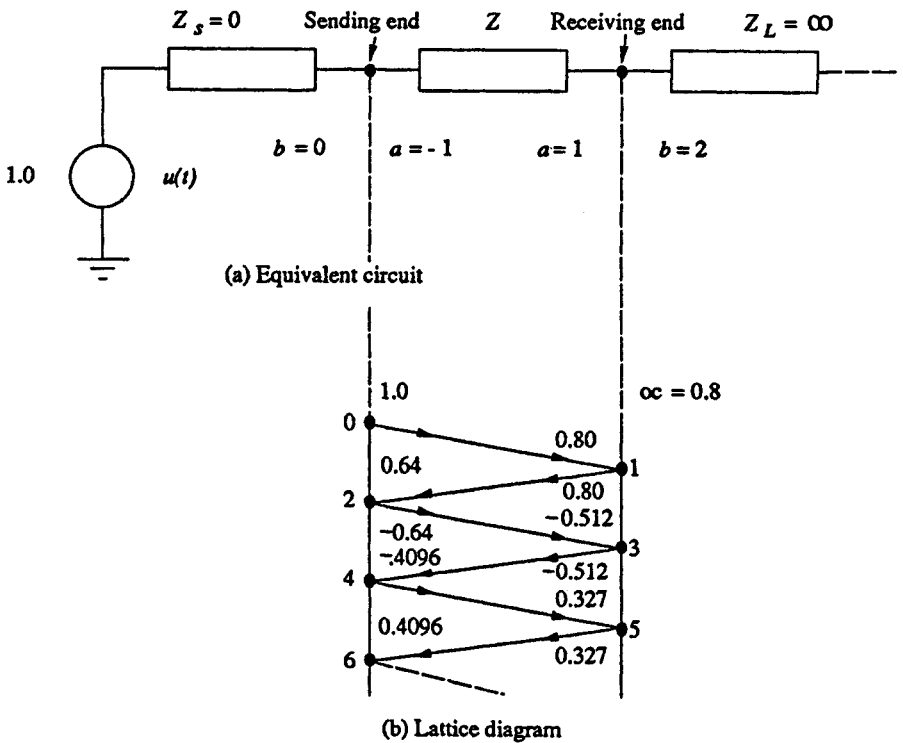 Z s = 0 Sending end Z Receiving end Z L = ∞
b = 0 a = - 1 a = 1 b = 2
1.0 u(t)
(a) Equivalent circuit
1.0 ∝ = 0.8
0
0.80
0.64 1
2 0.80
-0.512
-0.64
-.4096 3
4 -0.512
0.327
0.4096 5
6 0.327
(b) Lattice diagram